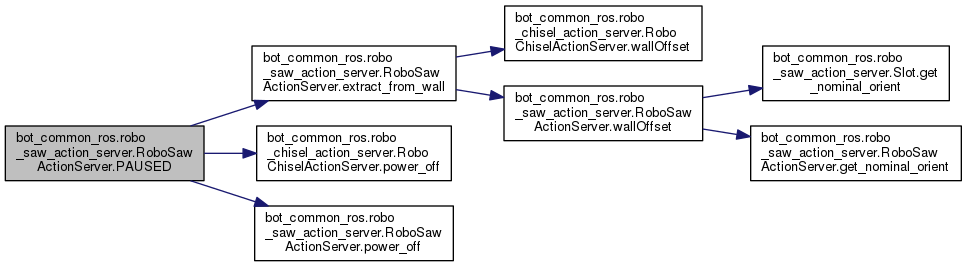 bot_common_ros.robo
_saw_action_server.RoboSaw
ActionServer.PAUSED
bot_common_ros.robo
_saw_action_server.RoboSaw
ActionServer.extract_from_wall
bot_common_ros.robo
_chisel_action_server.Robo
ChiselActionServer.power_off
bot_common_ros.robo
_saw_action_server.RoboSaw
ActionServer.power_off
bot_common_ros.robo
_chisel_action_server.Robo
ChiselActionServer.wallOffset
bot_common_ros.robo
_saw_action_server.RoboSaw
ActionServer.wallOffset
bot_common_ros.robo
_saw_action_server.Slot.get
_nominal_orient
bot_common_ros.robo
_saw_action_server.RoboSaw
ActionServer.get_nominal_orient